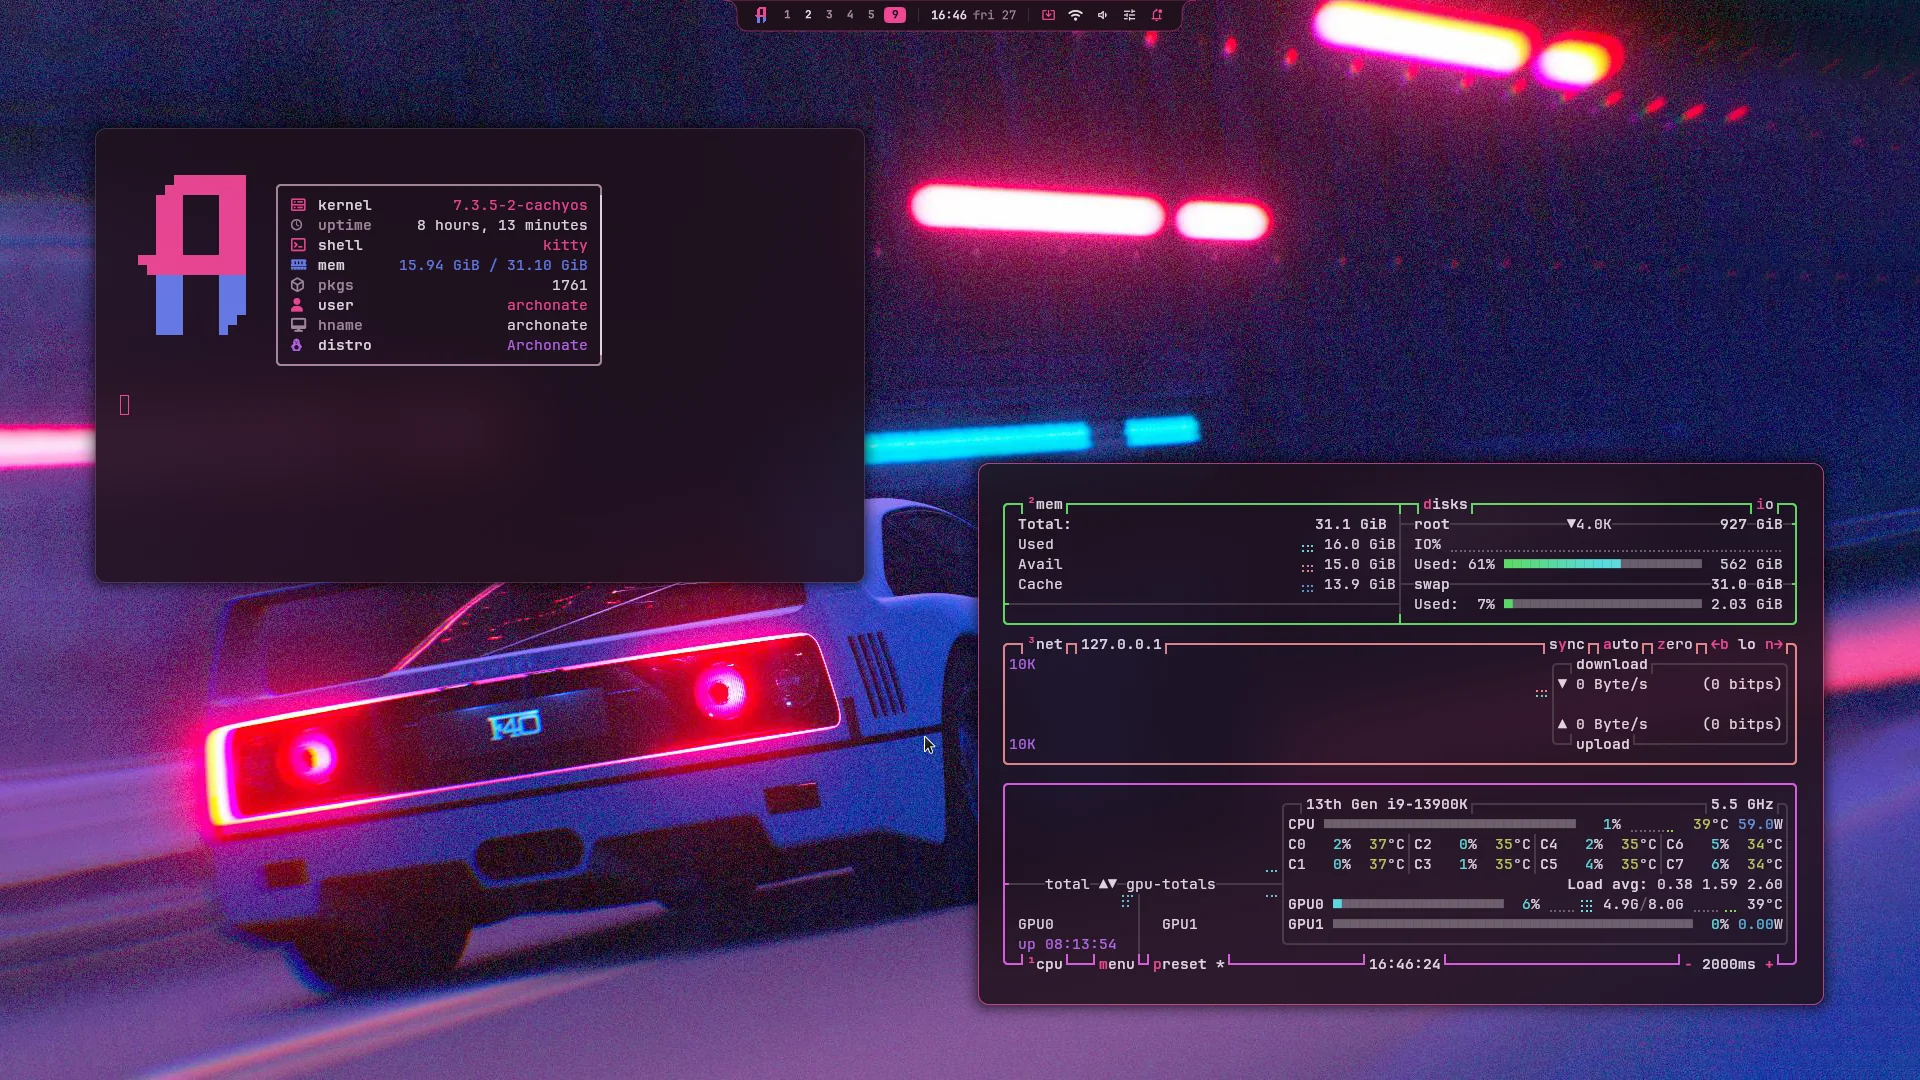 1 2 3 4 5 9 16:46 fri 27
kernel 7.3.5-2-cachyos
uptime 8 hours, 13 minutes
shell kitty
mem 15.94 GiB / 31.10 GiB
pkgs 1761
user archonate
hname archonate
distro Archonate
F40
²mem disks io
Total: 31.1 GiB root ▼4.0K 927 GiB
Used 16.0 GiB IO%
Avail 15.0 GiB Used: 61% 562 GiB
Cache 13.9 GiB swap 31.0 GiB
Used: 7% 2.03 GiB
³net 127.0.0.1 sync auto zero ←b lo n→
10K download
▼ 0 Byte/s (0 bitps)
▲ 0 Byte/s (0 bitps)
10K upload
13th Gen i9-13900K 5.5 GHz
CPU 1% 39°C 59.0W
C0 2% 37°C C2 0% 35°C C4 2% 35°C C6 5% 34°C
C1 0% 37°C C3 1% 35°C C5 4% 35°C C7 6% 34°C
total ▲▼ gpu-totals Load avg: 0.38 1.59 2.60
GPU0 6% 4.9G/8.0G 39°C
GPU0 GPU1 GPU1 0% 0.00W
up 08:13:54
¹cpu menu preset * 16:46:24 - 2000ms +